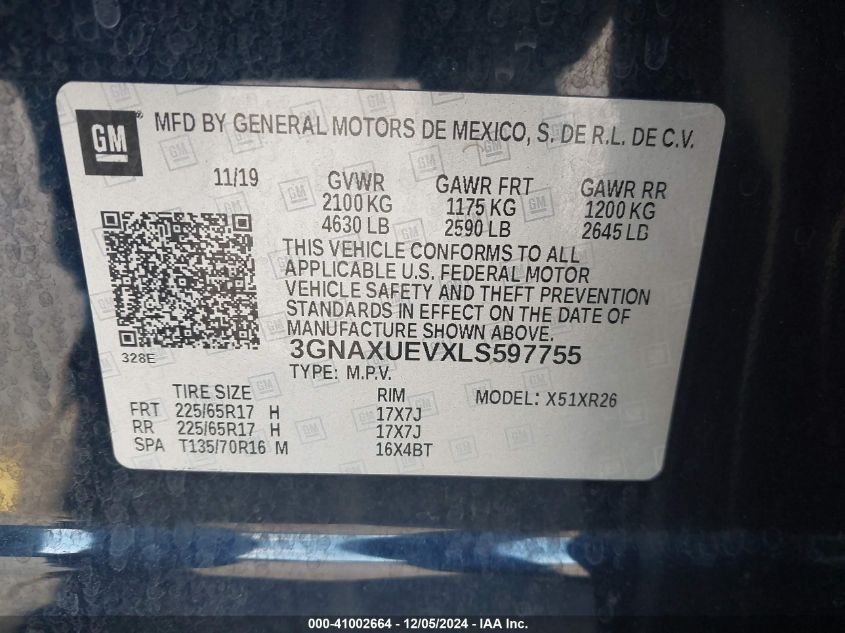 GM
MFD BY GENERAL MOTORS DE MEXICO, S. DE R.L. DE C.V.
11/19 GVWR GAWR FRT GAWR RR
2100 KG 1175 KG 1200 KG
4630 LB 2590 LB 2645 LB
THIS VEHICLE CONFORMS TO ALL
APPLICABLE U.S. FEDERAL MOTOR
VEHICLE SAFETY AND THEFT PREVENTION
STANDARDS IN EFFECT ON THE DATE OF
MANUFACTURE SHOWN ABOVE.
328E 3GNAXUEVXLS597755
TYPE: M.P.V.
TIRE SIZE RIM MODEL: X51XR26
FRT 225/65R17 H 17X7J
RR 225/65R17 H 17X7J
SPA T135/70R16 M 16X4BT
000-41002664 - 12/05/2024 - IAA Inc.